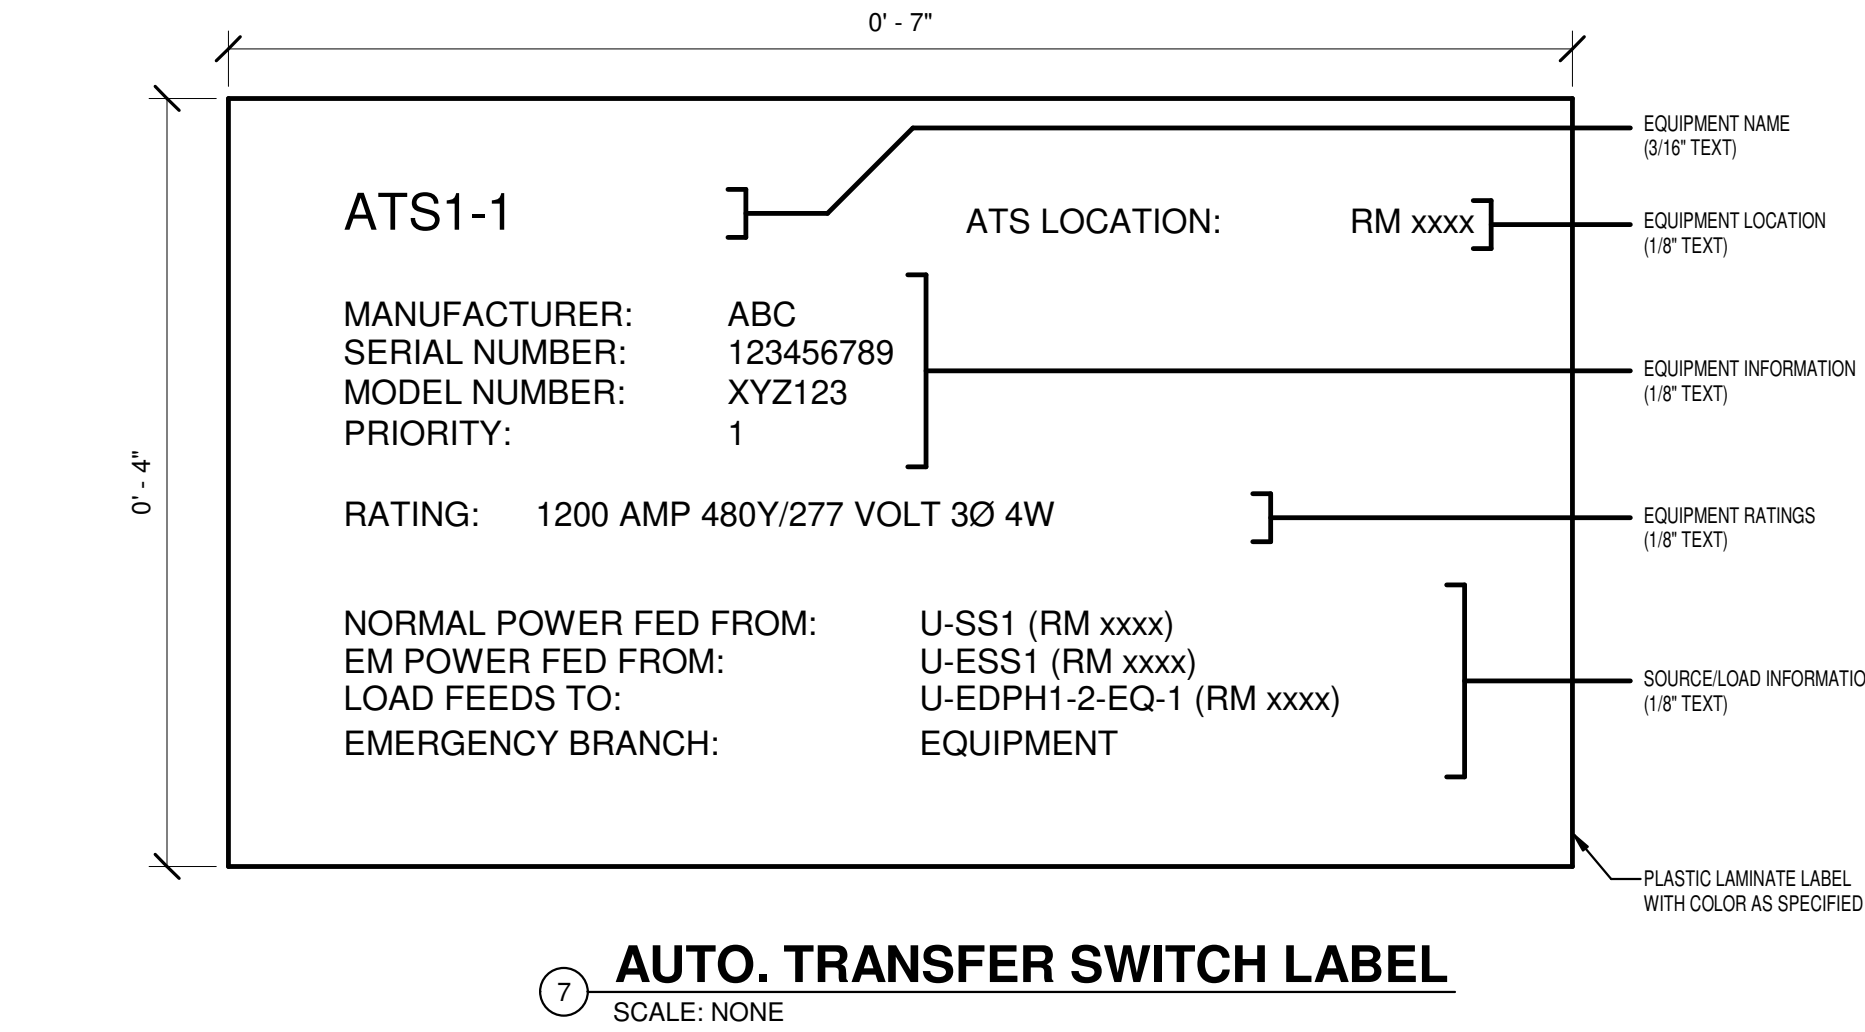 0' - 7"
EQUIPMENT NAME
(3/16" TEXT)
ATS1-1
ATS LOCATION: RM xxxx
EQUIPMENT LOCATION
(1/8" TEXT)
MANUFACTURER: ABC
SERIAL NUMBER: 123456789
MODEL NUMBER: XYZ123
PRIORITY: 1
EQUIPMENT INFORMATION
(1/8" TEXT)
0' - 4"
RATING: 1200 AMP 480Y/277 VOLT 3Ø 4W
EQUIPMENT RATINGS
(1/8" TEXT)
NORMAL POWER FED FROM: U-SS1 (RM xxxx)
EM POWER FED FROM: U-ESS1 (RM xxxx)
LOAD FEEDS TO: U-EDPH1-2-EQ-1 (RM xxxx)
EMERGENCY BRANCH: EQUIPMENT
SOURCE/LOAD INFORMATIO
(1/8" TEXT)
PLASTIC LAMINATE LABEL
WITH COLOR AS SPECIFIED
7 AUTO. TRANSFER SWITCH LABEL
SCALE: NONE